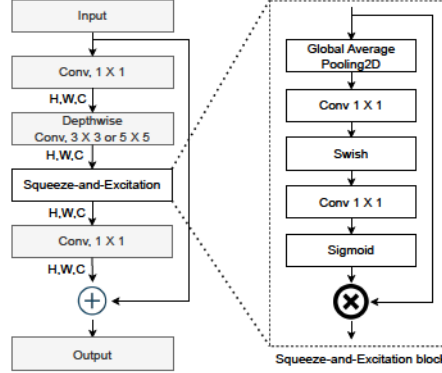 Input
Conv, 1 X 1
H,W,C
Depthwise
Conv, 3 X 3 or 5 X 5
H,W,C
Squeeze-and-Excitation
H,W,C
Conv, 1 X 1
H,W,C
Output
Global Average
Pooling2D
Conv 1 X 1
Swish
Conv 1 X 1
Sigmoid
Squeeze-and-Excitation block